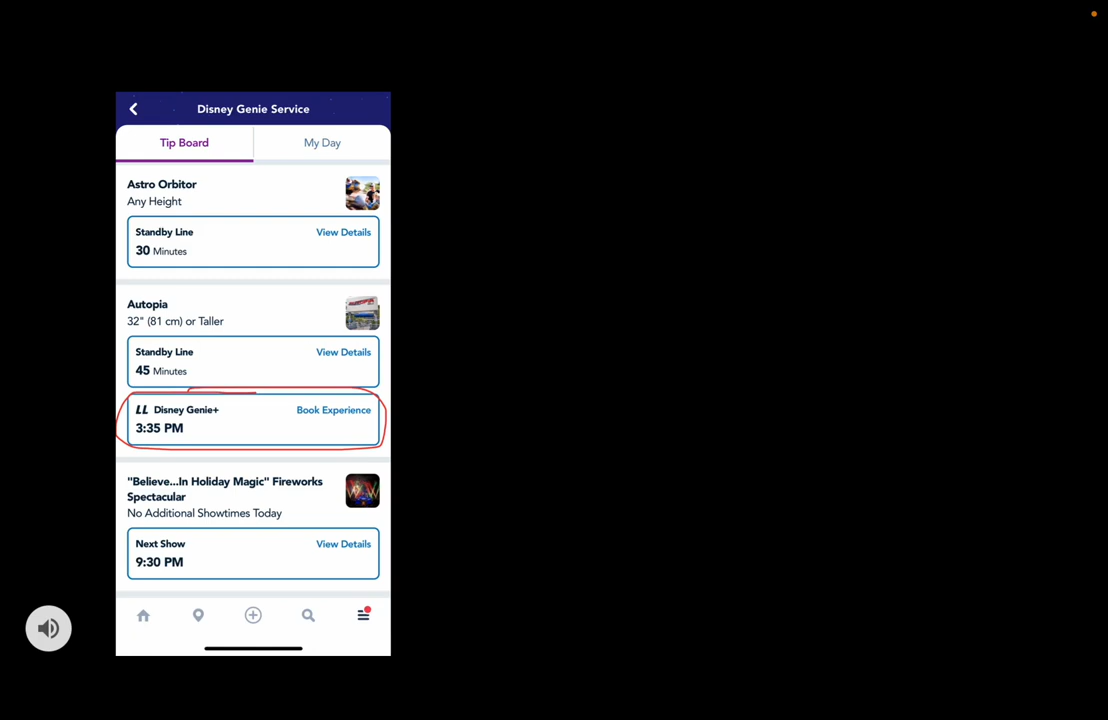 Disney Genie Service
Tip Board
My Day
Astro Orbitor
Any Height
Standby Line
View Details
30 Minutes
Autopia
32" (81 cm) or Taller
Standby Line
View Details
45 Minutes
LL Disney Genie+
Book Experience
3:35 PM
"Believe...In Holiday Magic" Fireworks
Spectacular
No Additional Showtimes Today
Next Show
View Details
9:30 PM